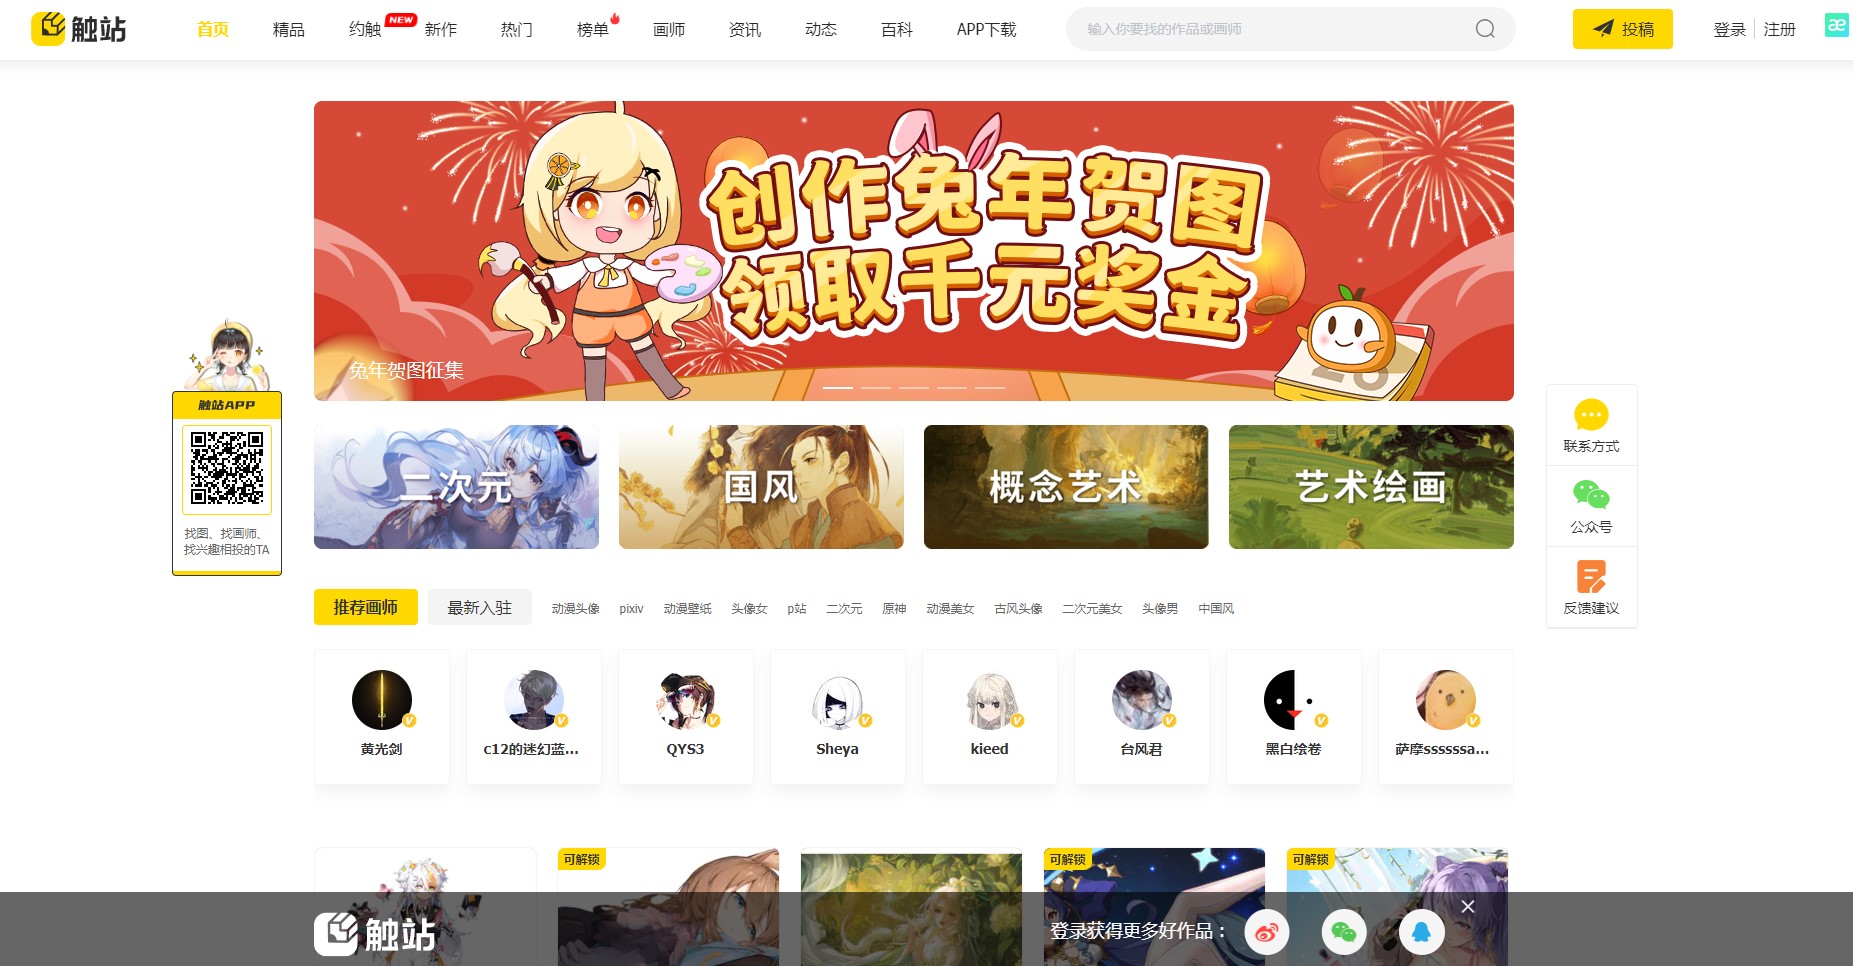 触站
首页
精品
约触
NEW
新作
热门
榜单
画师
资讯
动态
百科
APP下载
输入你要找的作品或画师
投稿
登录
注册
æ
创作兔年贺图
领取千元奖金
兔年贺图征集
触站APP
找图、找画师、
找兴趣相投的TA
二次元
国风
概念艺术
艺术绘画
联系方式
公众号
反馈建议
推荐画师
最新入驻
动漫头像
pixiv
动漫壁纸
头像女
p站
二次元
原神
动漫美女
古风头像
二次元美女
头像男
中国风
黄光剑
c12的迷幻蓝...
QYS3
Sheya
kieed
台风君
黑白绘卷
萨摩ssssssa...
可解锁
可解锁
可解锁
触站
登录获得更多好作品：